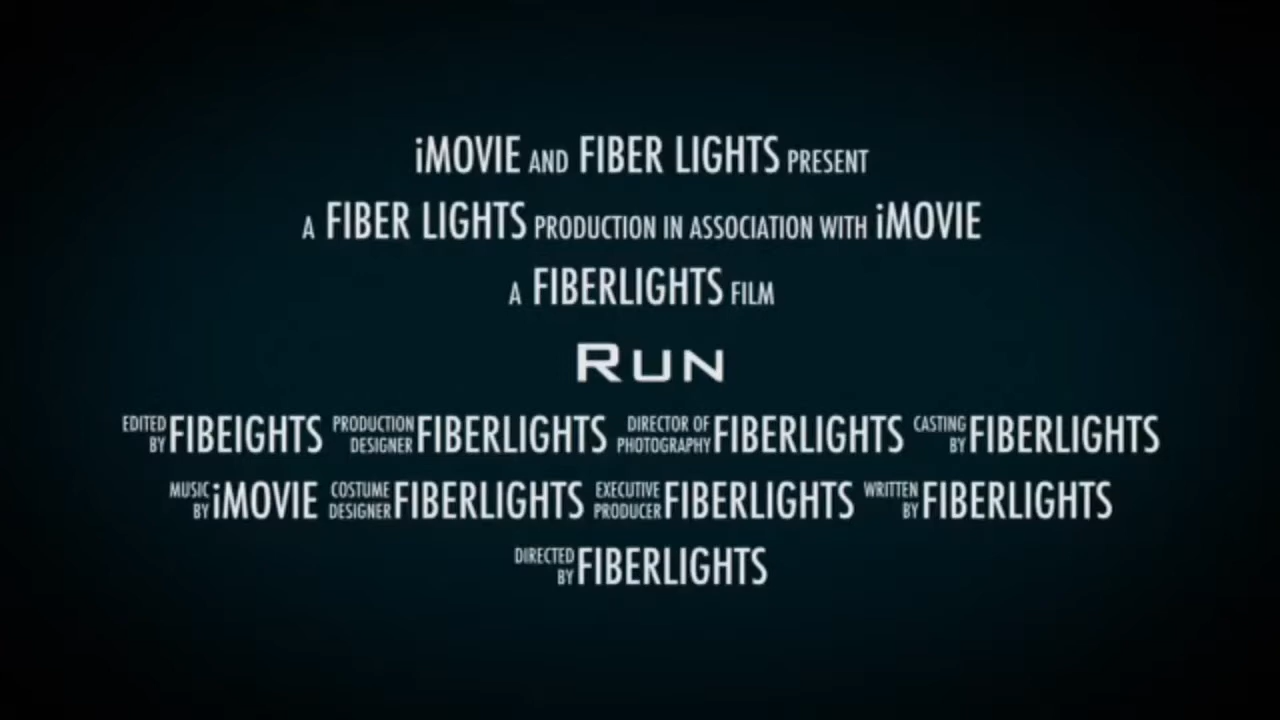 iMOVIE AND FIBER LIGHTS PRESENT
A FIBER LIGHTS PRODUCTION IN ASSOCIATION WITH iMOVIE
A FIBERLIGHTS FILM
RUN
EDITED BY FIBEIGHTS PRODUCTION DESIGNER FIBERLIGHTS DIRECTOR OF PHOTOGRAPHY FIBERLIGHTS CASTING BY FIBERLIGHTS
MUSIC BY iMOVIE COSTUME DESIGNER FIBERLIGHTS EXECUTIVE PRODUCER FIBERLIGHTS WRITTEN BY FIBERLIGHTS
DIRECTED BY FIBERLIGHTS